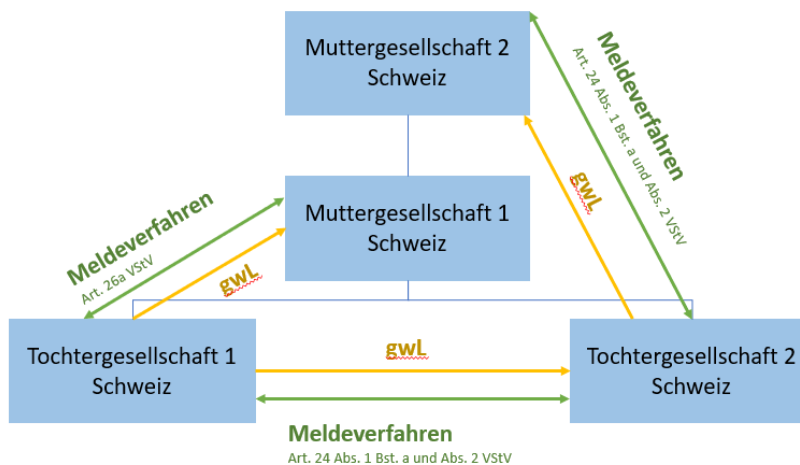 Muttergesellschaft 2
Schweiz
Meldeverfahren
Art. 24 Abs. 1 Bst. a und Abs. 2 VStV
gwL
Muttergesellschaft 1
Schweiz
Meldeverfahren
Art. 26a VStV
gwL
Tochtergesellschaft 1
Schweiz
gwL
Tochtergesellschaft 2
Schweiz
Meldeverfahren
Art. 24 Abs. 1 Bst. a und Abs. 2 VStV